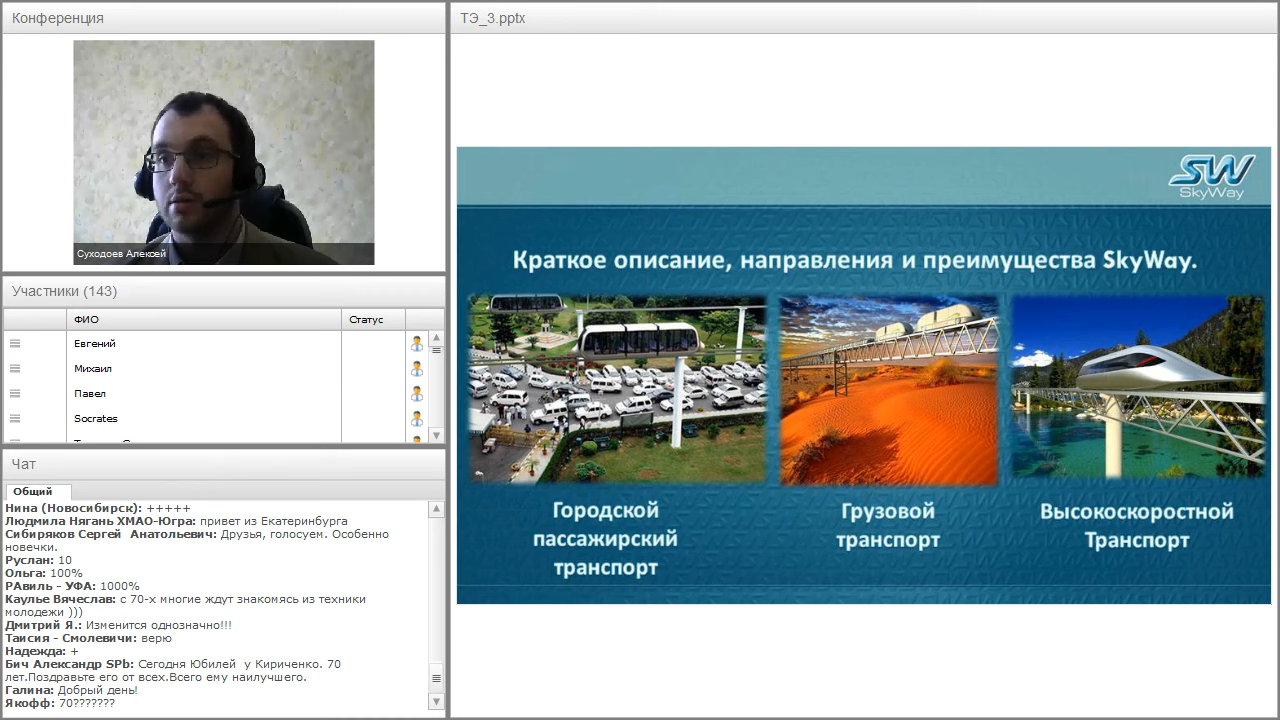 Конференция
Суходоев Алексей
Участники (143)
ФИО
Статус
Евгений
Михаил
Павел
Socrates
Чат
Общий
Нина (Новосибирск): +++++
Людмила Нягань ХМАО-Югра: привет из Екатеринбурга
Сибиряков Сергей Анатольевич: Друзья, голосуем. Особенно
новечки.
Руслан: 10
Ольга: 100%
РАвиль - УФА: 1000%
Каулье Вячеслав: с 70-х многие ждут знакомясь из техники
молодежи )))
Дмитрий Я.: Изменится однозначно!!!
Таисия - Смолевичи: верю
Надежда: +
Бич Александр SPb: Сегодня Юбилей у Кириченко. 70
лет.Поздравьте его от всех.Всего ему наилучшего.
Галина: Добрый день!
Якофф: 70???????
ТЭ_3.pptx
SW
SkyWay
Краткое описание, направления и преимущества SkyWay.
Городской
пассажирский
транспорт
Грузовой
транспорт
Высокоскоростной
Транспорт